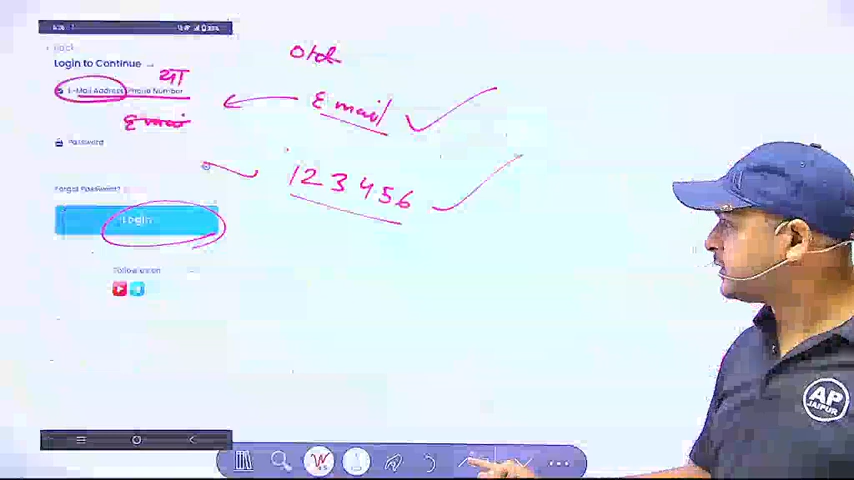 Back
Login to Continue
या
E-Mail Address/Phone Number
Email
Password
Forgot Password?
Login
Follow us on
Old
Email
123456
AP
JAIPUR